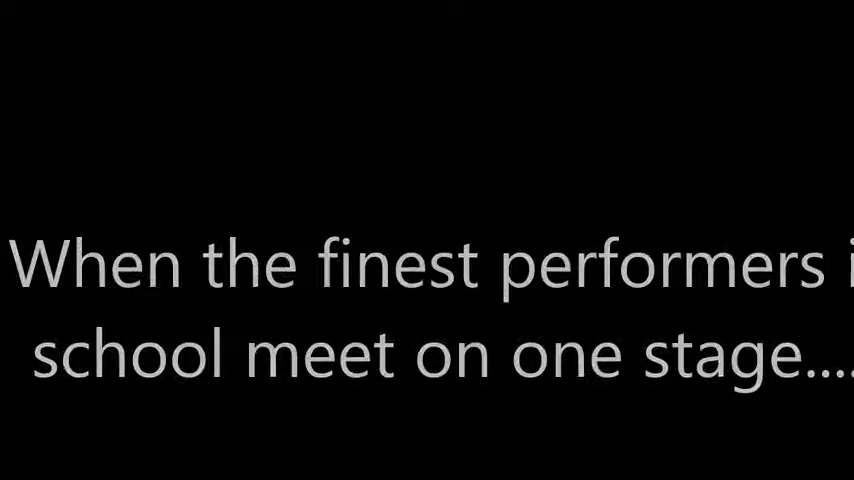 When the finest performers i
school meet on one stage....